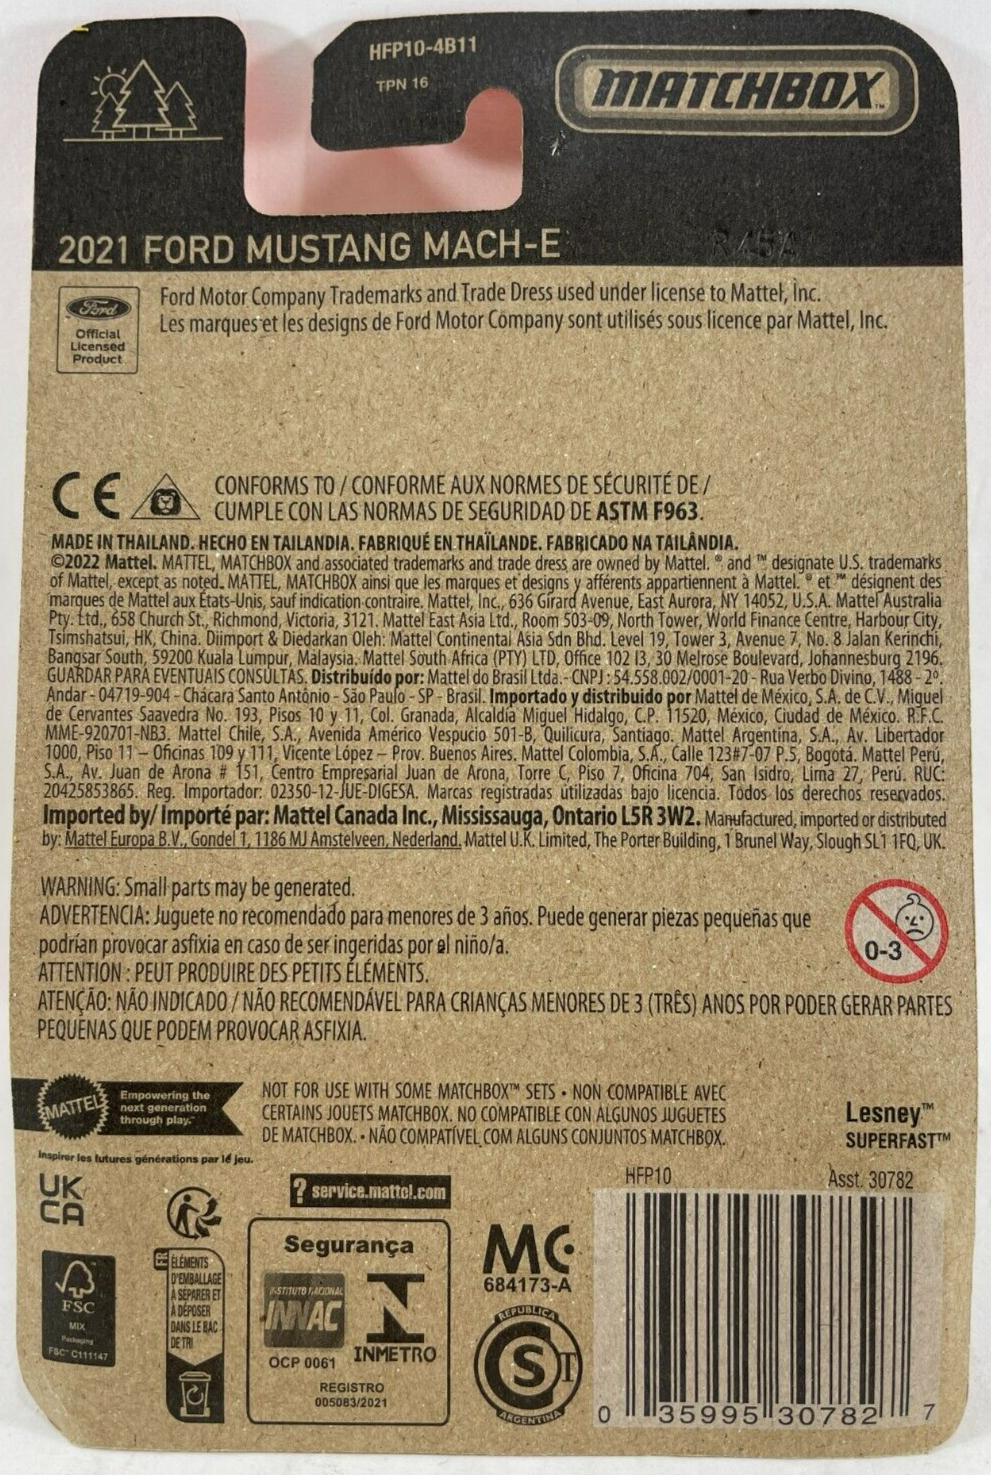 HFP10-4B11
TPN 16
MATCHBOX™
2021 FORD MUSTANG MACH-E
Ford
Official
Licensed
Product
Ford Motor Company Trademarks and Trade Dress used under license to Mattel, Inc.
Les marques et les designs de Ford Motor Company sont utilisés sous licence par Mattel, Inc.
CE
CONFORMS TO / CONFORME AUX NORMES DE SÉCURITÉ DE /
CUMPLE CON LAS NORMAS DE SEGURIDAD DE ASTM F963.
MADE IN THAILAND. HECHO EN TAILANDIA. FABRIQUÉ EN THAÏLANDE. FABRICADO NA TAILÂNDIA.
©2022 Mattel. MATTEL, MATCHBOX and associated trademarks and trade dress are owned by Mattel. ® and ™ designate U.S. trademarks
of Mattel, except as noted. MATTEL, MATCHBOX ainsi que les marques et designs y afférents appartiennent à Mattel. ® et ™ désignent des
marques de Mattel aux États-Unis, sauf indication contraire. Mattel, Inc., 636 Girard Avenue, East Aurora, NY 14052, U.S.A. Mattel Australia
Pty. Ltd., 658 Church St., Richmond, Victoria, 3121. Mattel East Asia Ltd., Room 503-09, North Tower, World Finance Centre, Harbour City,
Tsimshatsui, HK, China. Diimport & Diedarkan Oleh: Mattel Continental Asia Sdn Bhd. Level 19, Tower 3, Avenue 7, No. 8 Jalan Kerinchi,
Bangsar South, 59200 Kuala Lumpur, Malaysia. Mattel South Africa (PTY) LTD, Office 102 I3, 30 Melrose Boulevard, Johannesburg 2196.
GUARDAR PARA EVENTUAIS CONSULTAS. Distribuído por: Mattel do Brasil Ltda.- CNPJ : 54.558.002/0001-20 - Rua Verbo Divino, 1488 - 2º.
Andar - 04719-904 - Chácara Santo Antônio - São Paulo - SP - Brasil. Importado y distribuido por Mattel de México, S.A. de C.V., Miguel
de Cervantes Saavedra No. 193, Pisos 10 y 11, Col. Granada, Alcaldía Miguel Hidalgo, C.P. 11520, México, Ciudad de México. R.F.C.
MME-920701-NB3. Mattel Chile, S.A., Avenida Américo Vespucio 501-B, Quilicura, Santiago. Mattel Argentina, S.A., Av. Libertador
1000, Piso 11 – Oficinas 109 y 111, Vicente López – Prov. Buenos Aires. Mattel Colombia, S.A., Calle 123#7-07 P.5, Bogotá. Mattel Perú,
S.A., Av. Juan de Arona # 151, Centro Empresarial Juan de Arona, Torre C, Piso 7, Oficina 704, San Isidro, Lima 27, Perú. RUC:
20425853865. Reg. Importador: 02350-12-JUE-DIGESA. Marcas registradas utilizadas bajo licencia. Todos los derechos reservados.
Imported by/ Importé par: Mattel Canada Inc., Mississauga, Ontario L5R 3W2. Manufactured, imported or distributed
by: Mattel Europa B.V., Gondel 1, 1186 MJ Amstelveen, Nederland. Mattel U.K. Limited, The Porter Building, 1 Brunel Way, Slough SL1 1FQ, UK.
WARNING: Small parts may be generated.
ADVERTENCIA: Juguete no recomendado para menores de 3 años. Puede generar piezas pequeñas que
podrían provocar asfixia en caso de ser ingeridas por el niño/a.
ATTENTION : PEUT PRODUIRE DES PETITS ÉLÉMENTS.
ATENÇÃO: NÃO INDICADO / NÃO RECOMENDÁVEL PARA CRIANÇAS MENORES DE 3 (TRÊS) ANOS POR PODER GERAR PARTES
PEQUENAS QUE PODEM PROVOCAR ASFIXIA.
0-3
MATTEL
Empowering the
next generation
through play.™
Inspirer les futures générations par le jeu.
NOT FOR USE WITH SOME MATCHBOX™ SETS • NON COMPATIBLE AVEC
CERTAINS JOUETS MATCHBOX. NO COMPATIBLE CON ALGUNOS JUGUETES
DE MATCHBOX. • NÃO COMPATÍVEL COM ALGUNS CONJUNTOS MATCHBOX.
Lesney™
SUPERFAST™
UK
CA
? service.mattel.com
HFP10
Asst. 30782
FSC
MIX
Packaging
FSC™ C111147
FR
ÉLÉMENTS
D'EMBALLAGE
À SÉPARER ET
À DÉPOSER
DANS LE BAC
DE TRI
Segurança
INSTITUTO NACIONAL
INNAC
OCP 0061
INMETRO
REGISTRO
005083/2021
MC
684173-A
REPUBLICA
S
ARGENTINA
0 35995 30782 7